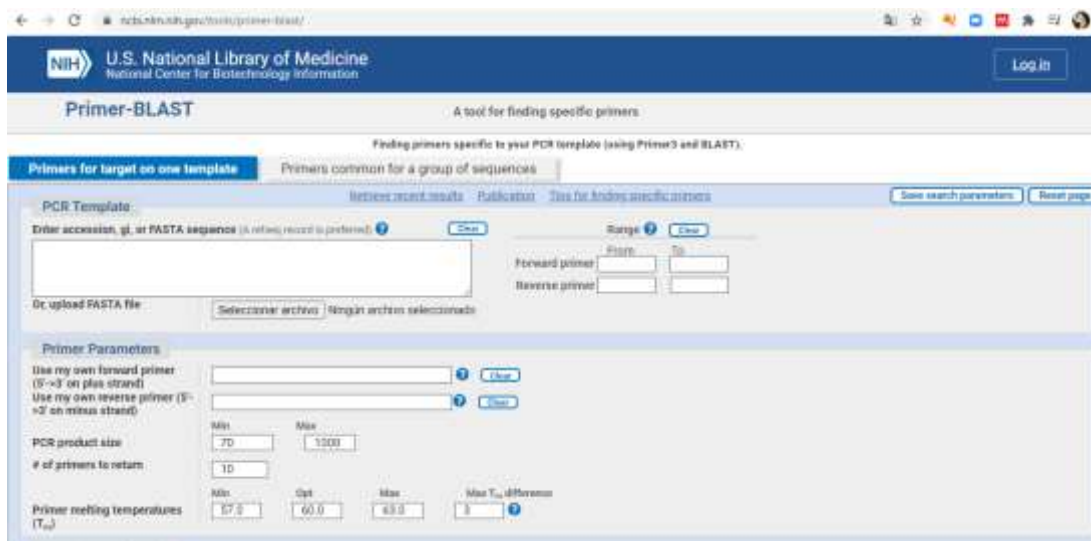 ncbi.nlm.nih.gov/tools/primer-blast/
NIH U.S. National Library of Medicine
National Center for Biotechnology Information
Log in
Primer-BLAST
A tool for finding specific primers
Finding primers specific to your PCR template (using Primer3 and BLAST).
Primers for target on one template Primers common for a group of sequences
Retrieve recent results Publication Tips for finding specific primers
Save search parameters Reset page
PCR Template
Enter accession, gi, or FASTA sequence (A refseq record is preferred) Clear
Range Clear
From To
Forward primer
Reverse primer
Or, upload FASTA file
Seleccionar archivo Ningún archivo seleccionado
Primer Parameters
Use my own forward primer
(5'->3' on plus strand)
Clear
Use my own reverse primer (5'-
>3' on minus strand)
Clear
Min Max
PCR product size 70 1000
# of primers to return 10
Min Opt Max Max Tm difference
Primer melting temperatures
(Tm)
57.0 60.0 63.0 3